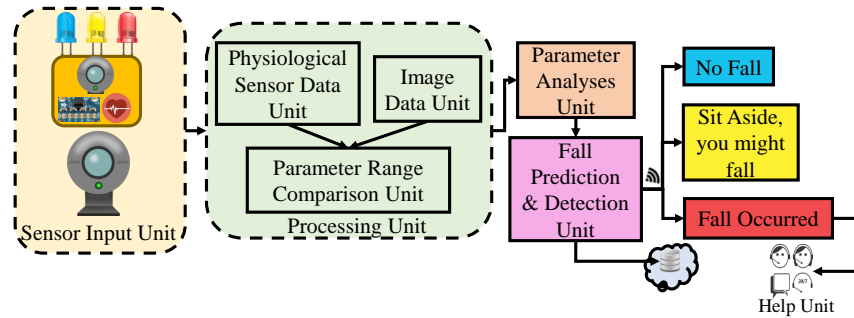 Sensor Input Unit
Physiological
Sensor Data
Unit
Image
Data Unit
Parameter Range
Comparison Unit
Processing Unit
Parameter
Analyses
Unit
Fall
Prediction
& Detection
Unit
No Fall
Sit Aside,
you might
fall
Fall Occurred
24/7
Help Unit